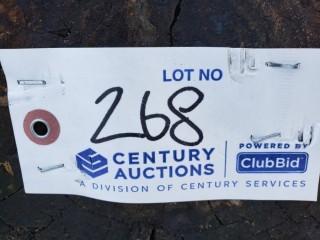 LOT NO
268
CENTURY
AUCTIONS
POWERED BY
ClubBid
A DIVISION OF CENTURY SERVICES